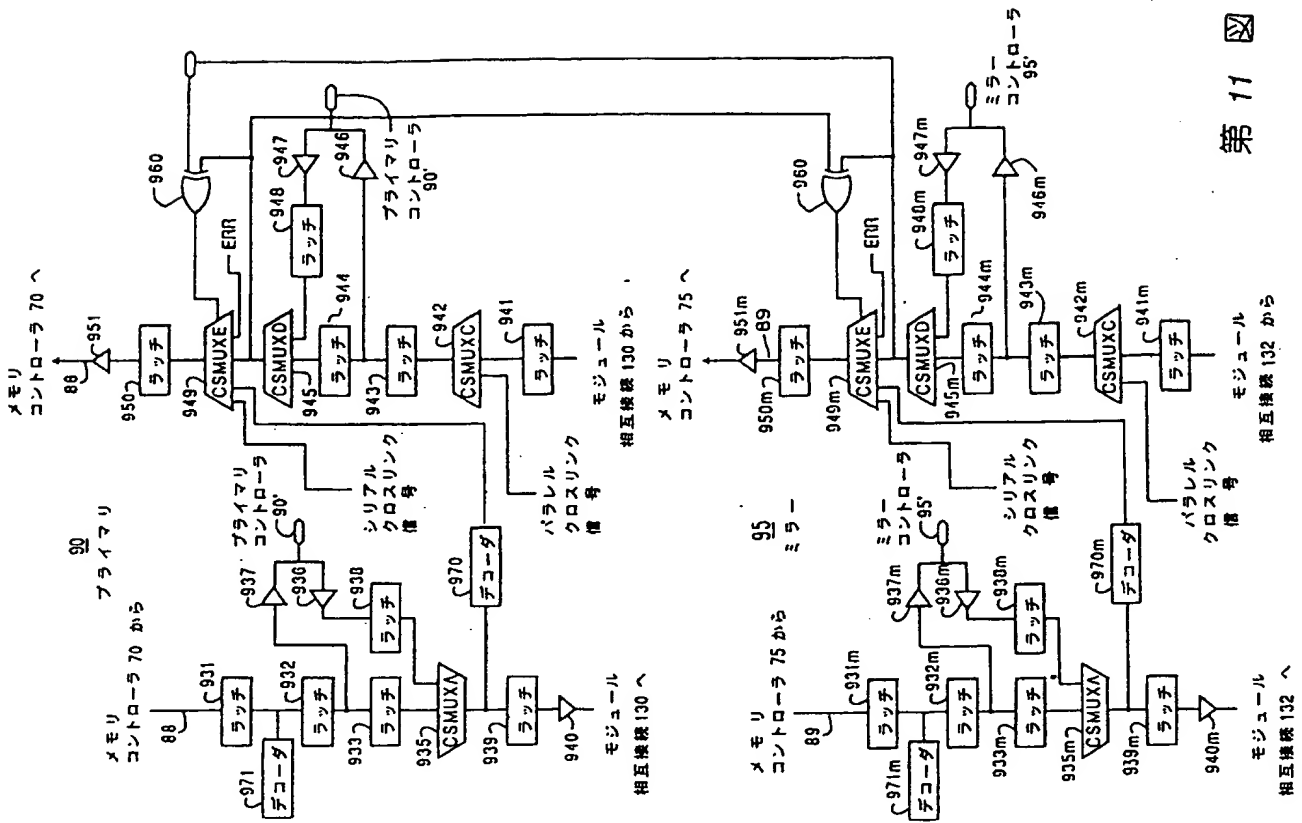 90
プライマリ
メモリ
コントローラ 70 から
88
931
ラッチ
971
デコーダ
932
ラッチ
933
ラッチ
937
プライマリ
コントローラ
90'
936
938
ラッチ
935
CSMUXA
939
ラッチ
940
モジュール
相互接続 130 へ
970
デコーダ
シリアル
クロスリンク
信 号
パラレル
クロスリンク
信 号
メモリ
コントローラ 70 へ
88
951
950
ラッチ
949
CSMUXE
ERR
960
CSMUXD
945
947
948
ラッチ
946
プライマリ
コントローラ
90'
944
ラッチ
943
ラッチ
942
CSMUXC
941
ラッチ
モジュール
相互接続 130 から
95
ミラー
メモリ
コントローラ 75 から
89
931m
ラッチ
971m
デコーダ
932m
ラッチ
933m
ラッチ
937m
ミラー
コントローラ
95'
936m
938m
ラッチ
935m
CSMUXA
939m
ラッチ
940m
モジュール
相互接続 132 へ
970m
デコーダ
シリアル
クロスリンク
信 号
パラレル
クロスリンク
信 号
メモリ
コントローラ 75 へ
951m
89
950m
ラッチ
949m
CSMUXE
ERR
960
CSMUXD
945m
947m
948m
ラッチ
946m
ミラー
コントローラ
95'
944m
ラッチ
943m
ラッチ
942m
CSMUXC
941m
ラッチ
モジュール
相互接続 132 から
第 11 図